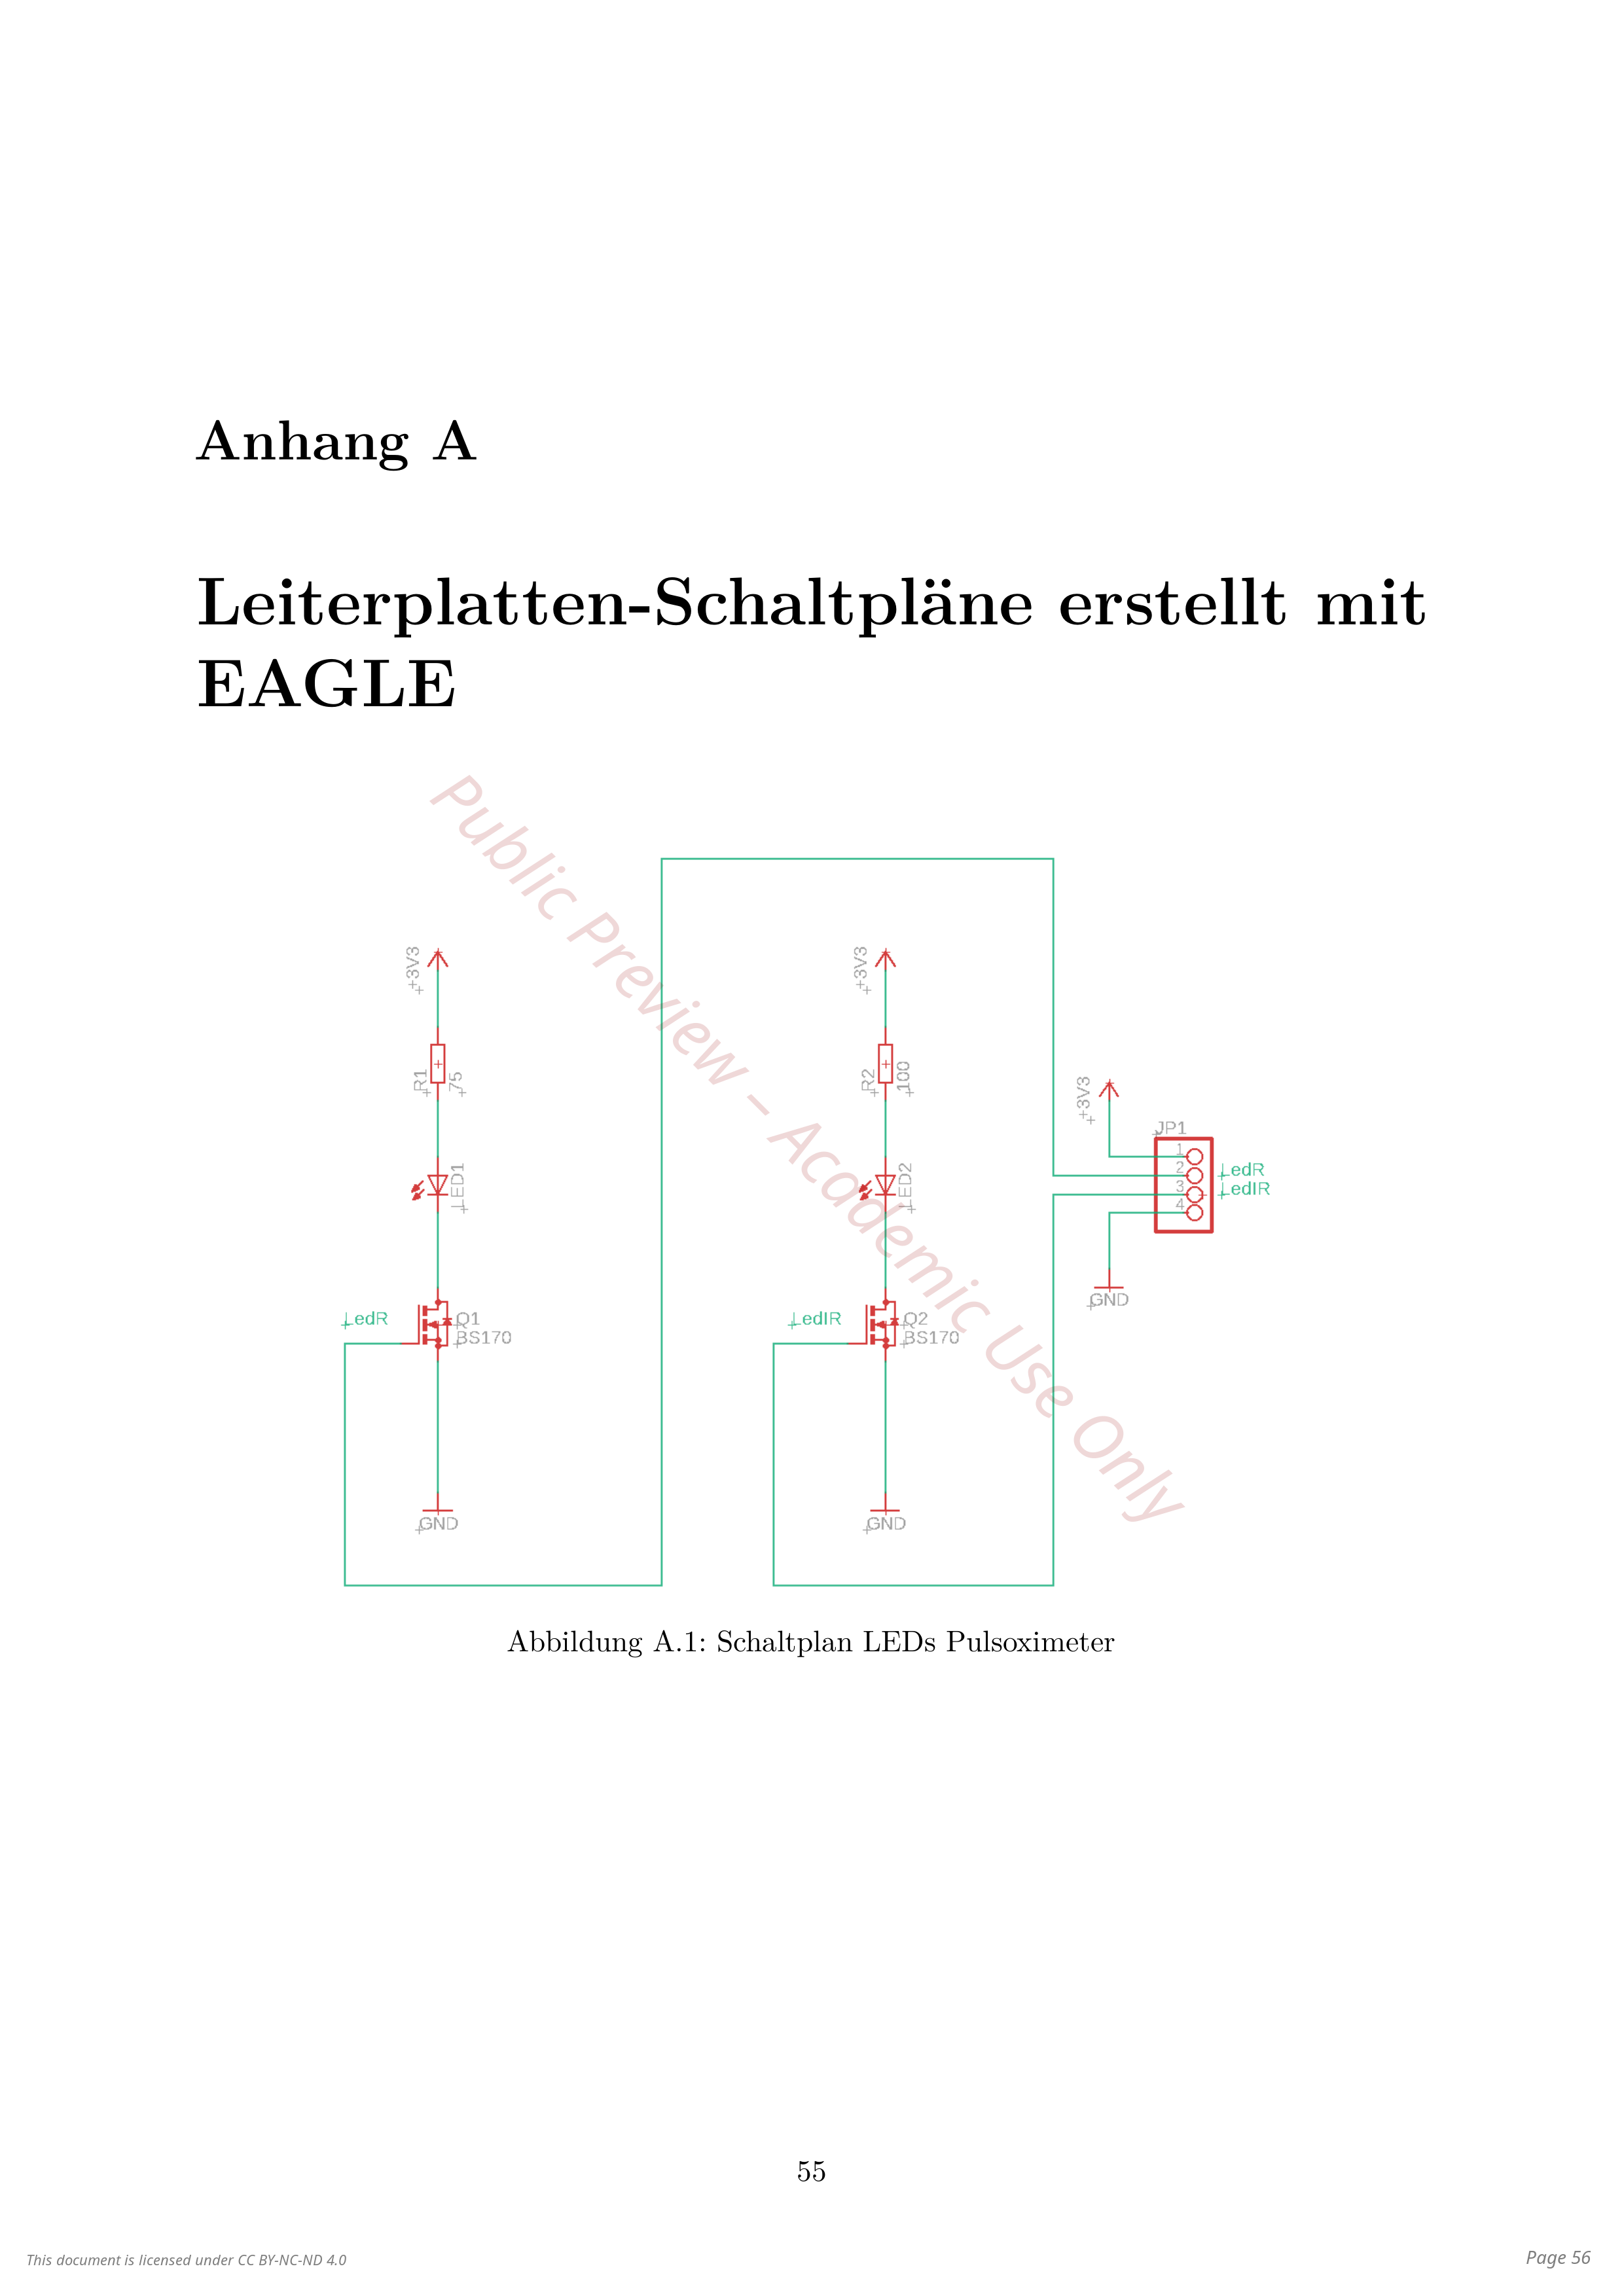 Anhang A
Leiterplatten-Schaltpläne erstellt mit
EAGLE
Public Preview – Academic Use Only
+3V3
R1
75
LED1
LedR
Q1
BS170
GND
+3V3
R2
100
LED2
LedIR
Q2
BS170
GND
+3V3
JP1
1
2
3
4
LedR
LedIR
GND
Abbildung A.1: Schaltplan LEDs Pulsoximeter
55
This document is licensed under CC BY-NC-ND 4.0
Page 56